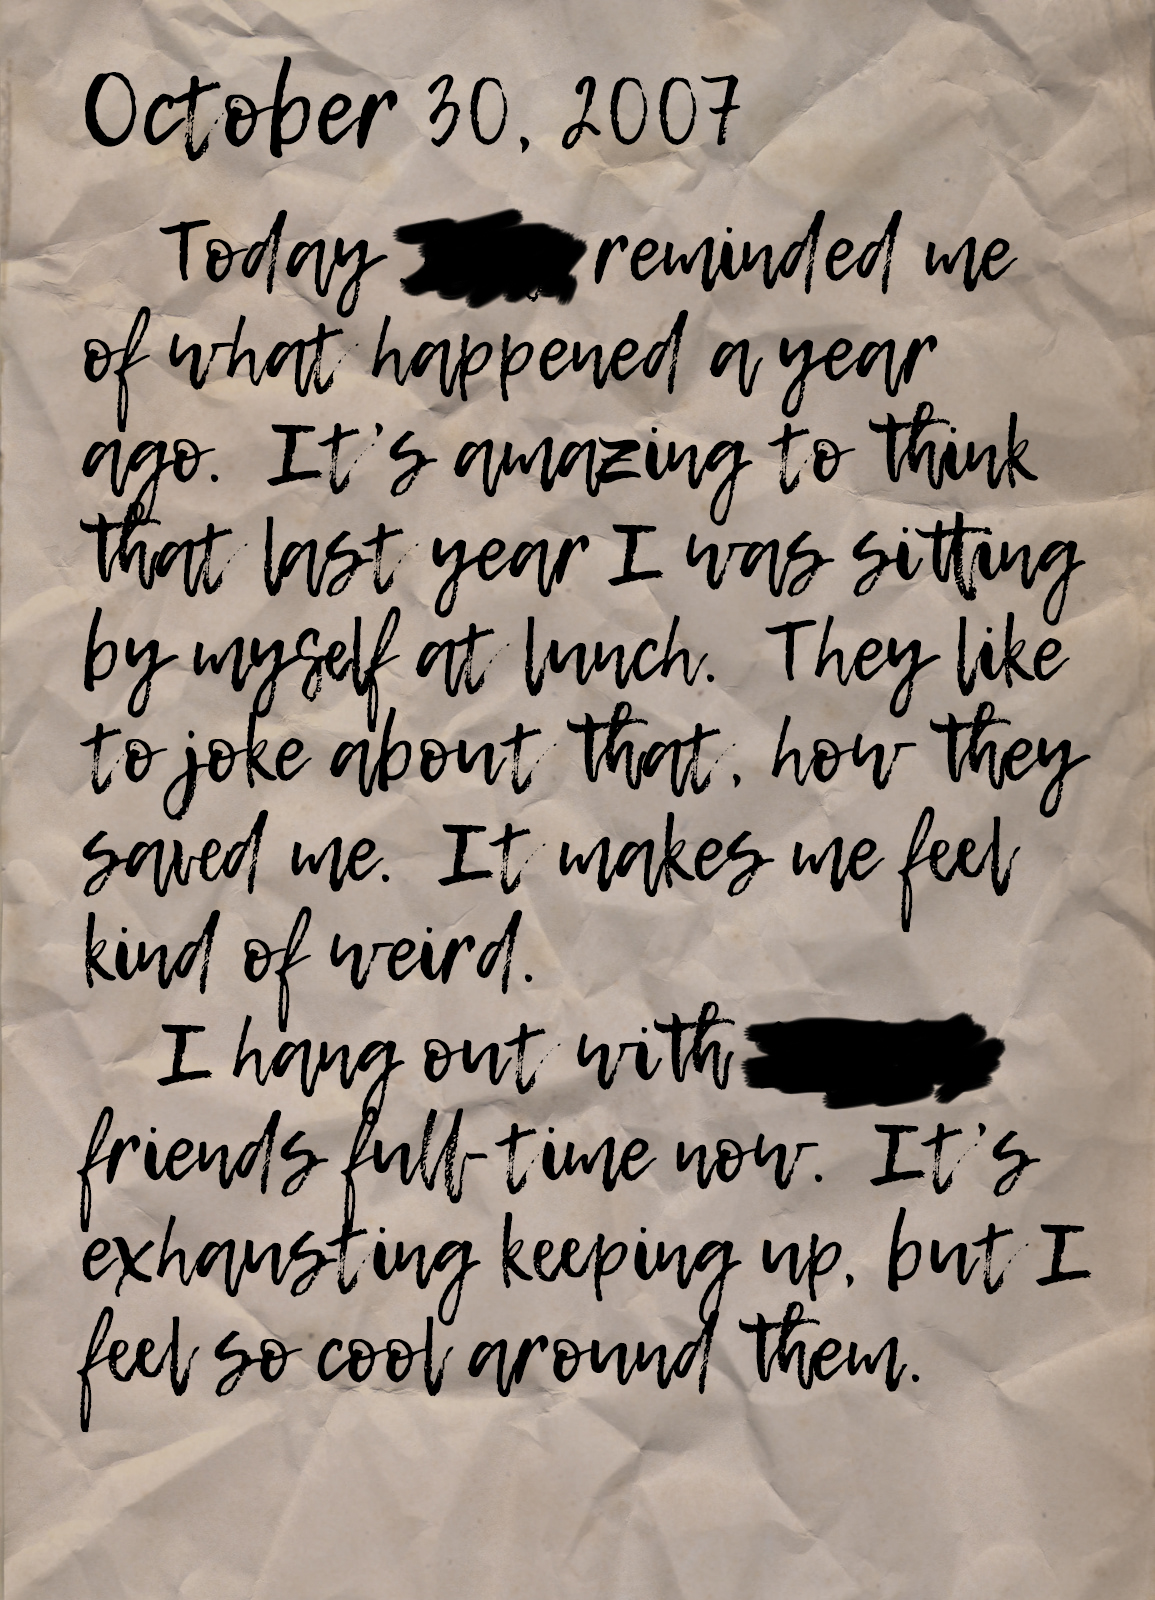 October 30, 2007
Today reminded me
of what happened a year
ago. It's amazing to think
that last year I was sitting
by myself at lunch. They like
to joke about that, how they
saved me. It makes me feel
kind of weird.
I hang out with
friends full-time now. It's
exhausting keeping up, but I
feel so cool around them.